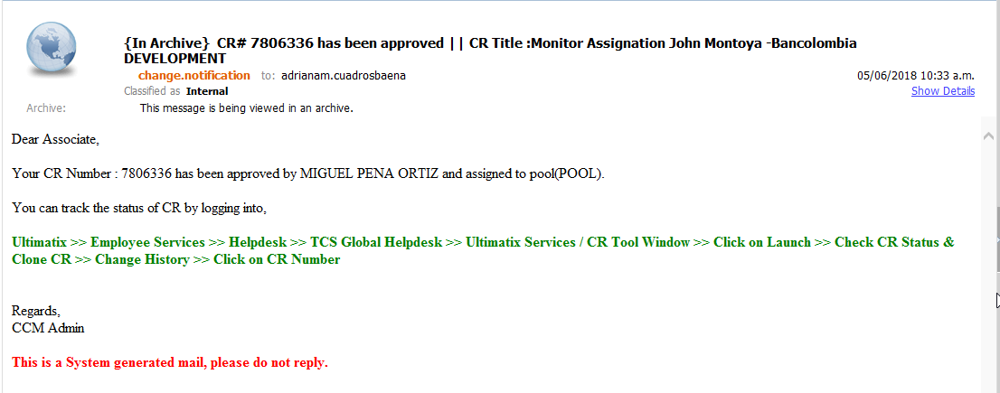 {In Archive} CR# 7806336 has been approved || CR Title :Monitor Assignation John Montoya -Bancolombia
DEVELOPMENT
change.notification to: adrianam.cuadrosbaena 05/06/2018 10:33 a.m.
Classified as Internal Show Details
Archive: This message is being viewed in an archive.
Dear Associate,
Your CR Number : 7806336 has been approved by MIGUEL PENA ORTIZ and assigned to pool(POOL).
You can track the status of CR by logging into,
Ultimatix >> Employee Services >> Helpdesk >> TCS Global Helpdesk >> Ultimatix Services / CR Tool Window >> Click on Launch >> Check CR Status &
Clone CR >> Change History >> Click on CR Number
Regards,
CCM Admin
This is a System generated mail, please do not reply.